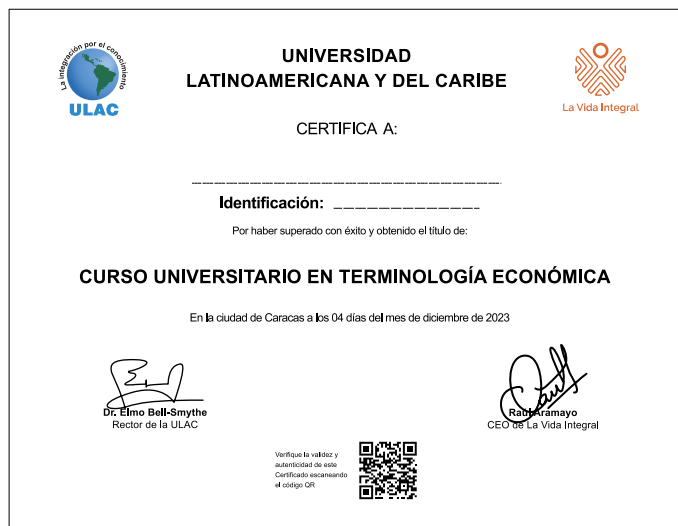 La integración por el conocimiento
ULAC
UNIVERSIDAD
LATINOAMERICANA Y DEL CARIBE
La Vida Integral
CERTIFICA A:
Identificación:
Por haber superado con éxito y obtenido el título de:
CURSO UNIVERSITARIO EN TERMINOLOGÍA ECONÓMICA
En la ciudad de Caracas a los 04 días del mes de diciembre de 2023
Dr. Elmo Bell-Smythe
Rector de la ULAC
Raúl Aramayo
CEO de La Vida Integral
Verifique la validez y
autenticidad de este
Certificado escaneando
el código QR